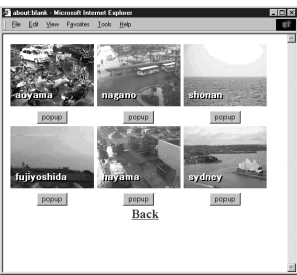 about:blank - Microsoft Internet Explorer
File Edit View Favorites Tools Help
aoyama nagano shonan
popup popup popup
fujiyoshida hayama sydney
popup popup popup
Back